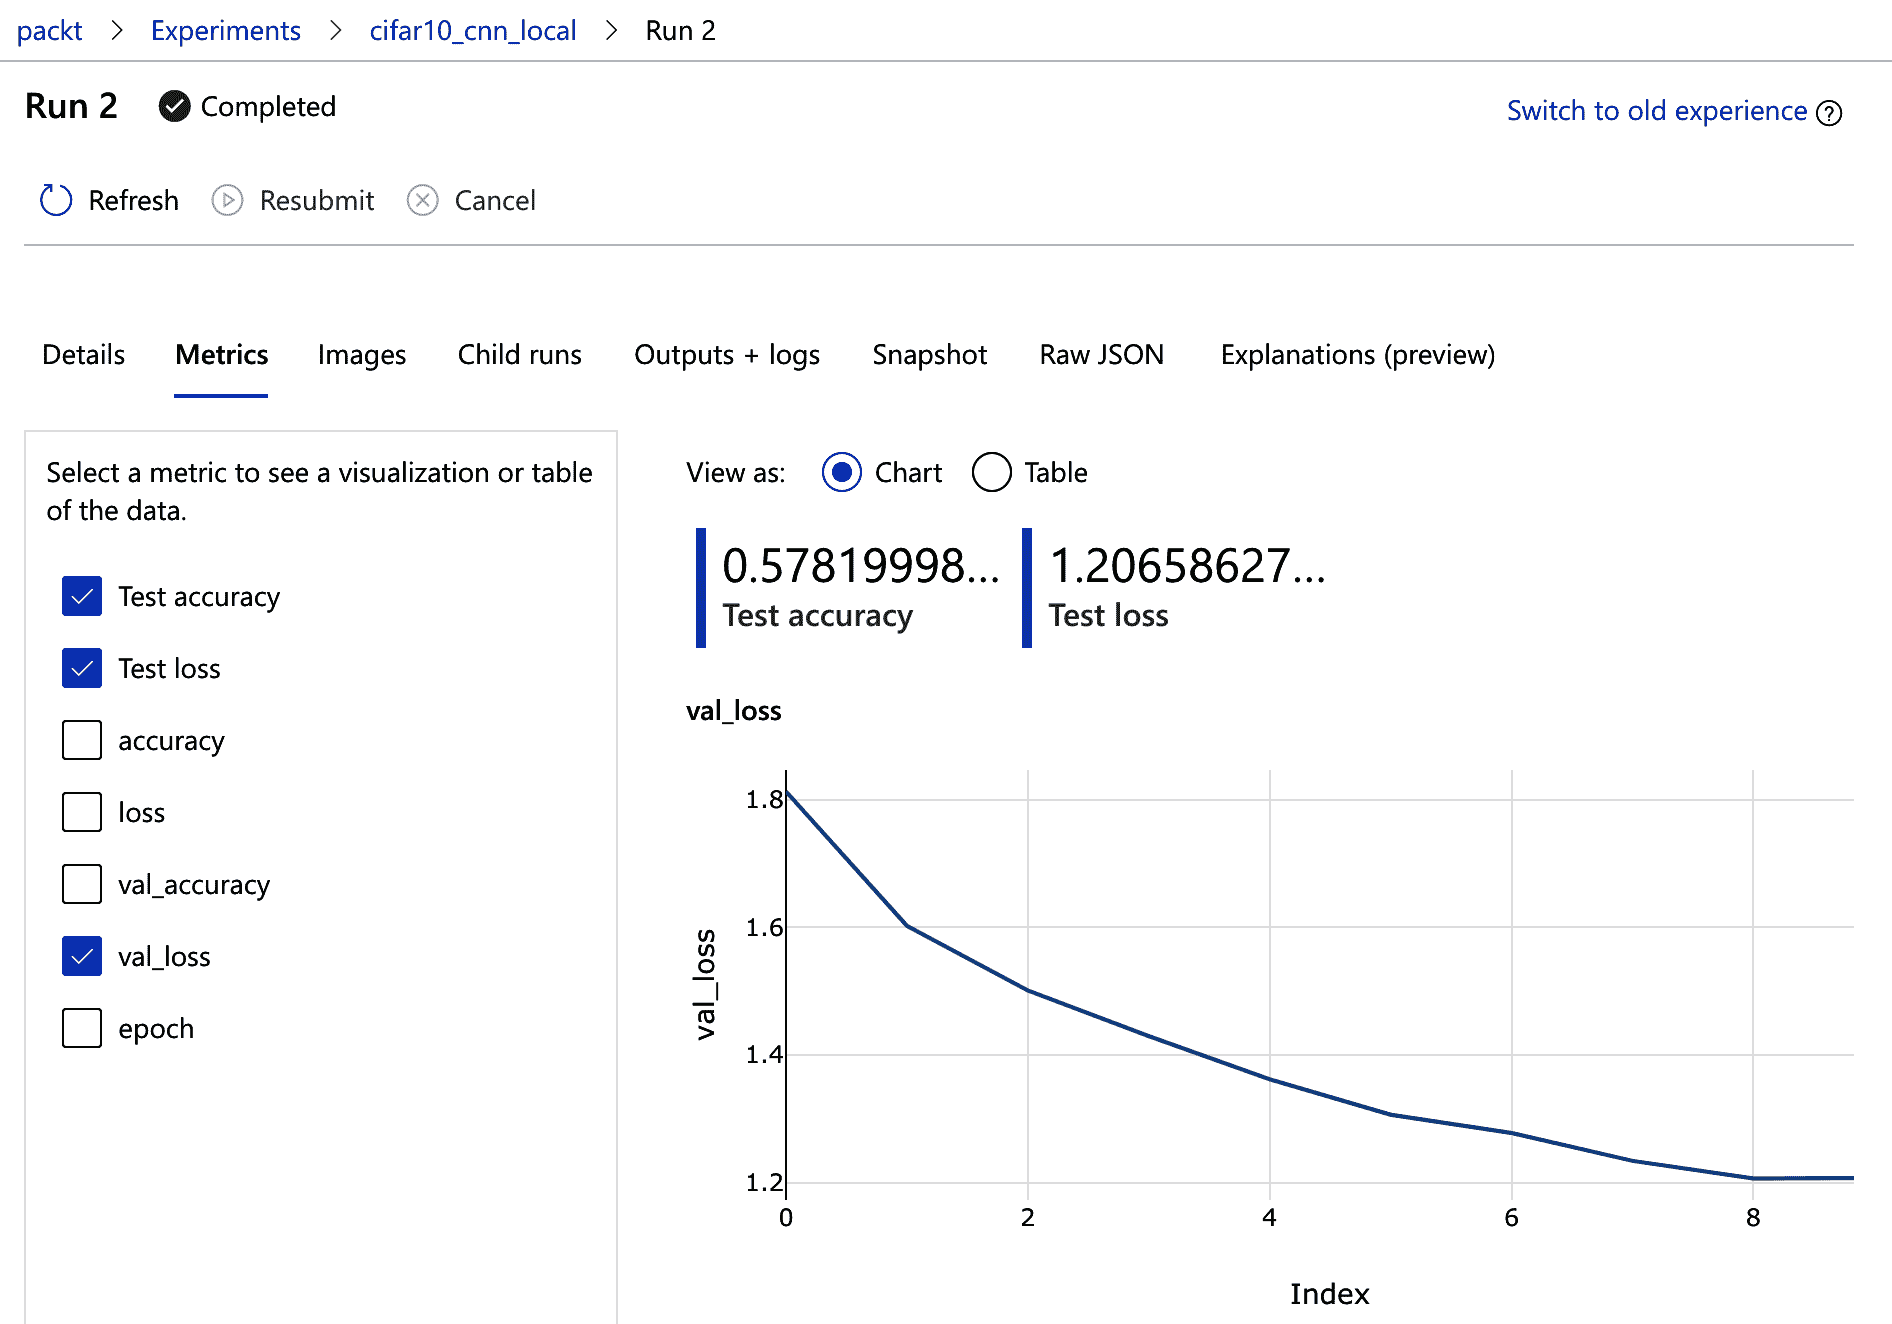 packt > Experiments > cifar10_cnn_local > Run 2
Run 2 Completed
Switch to old experience ?
Refresh Resubmit Cancel
Details Metrics Images Child runs Outputs + logs Snapshot Raw JSON Explanations (preview)
Select a metric to see a visualization or table
of the data.
Test accuracy
Test loss
accuracy
loss
val_accuracy
val_loss
epoch
View as: Chart Table
0.57819998... 1.20658627...
Test accuracy Test loss
val_loss
val_loss
1.8
1.6
1.4
1.2
0 2 4 6 8
Index